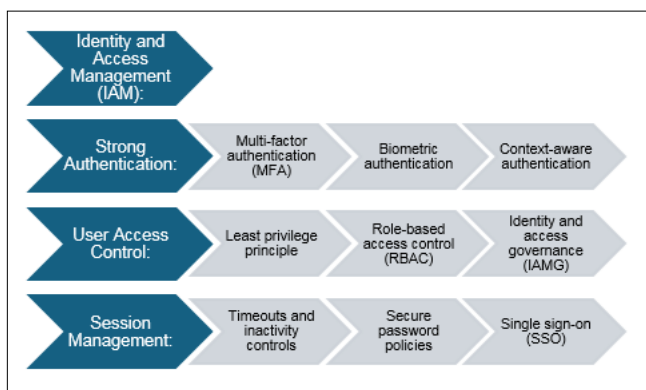 Identity and
Access
Management
(IAM):
Strong
Authentication:
Multi-factor
authentication
(MFA)
Biometric
authentication
Context-aware
authentication
User Access
Control:
Least privilege
principle
Role-based
access control
(RBAC)
Identity and
access
governance
(IAMG)
Session
Management:
Timeouts and
inactivity
controls
Secure
password
policies
Single sign-on
(SSO)